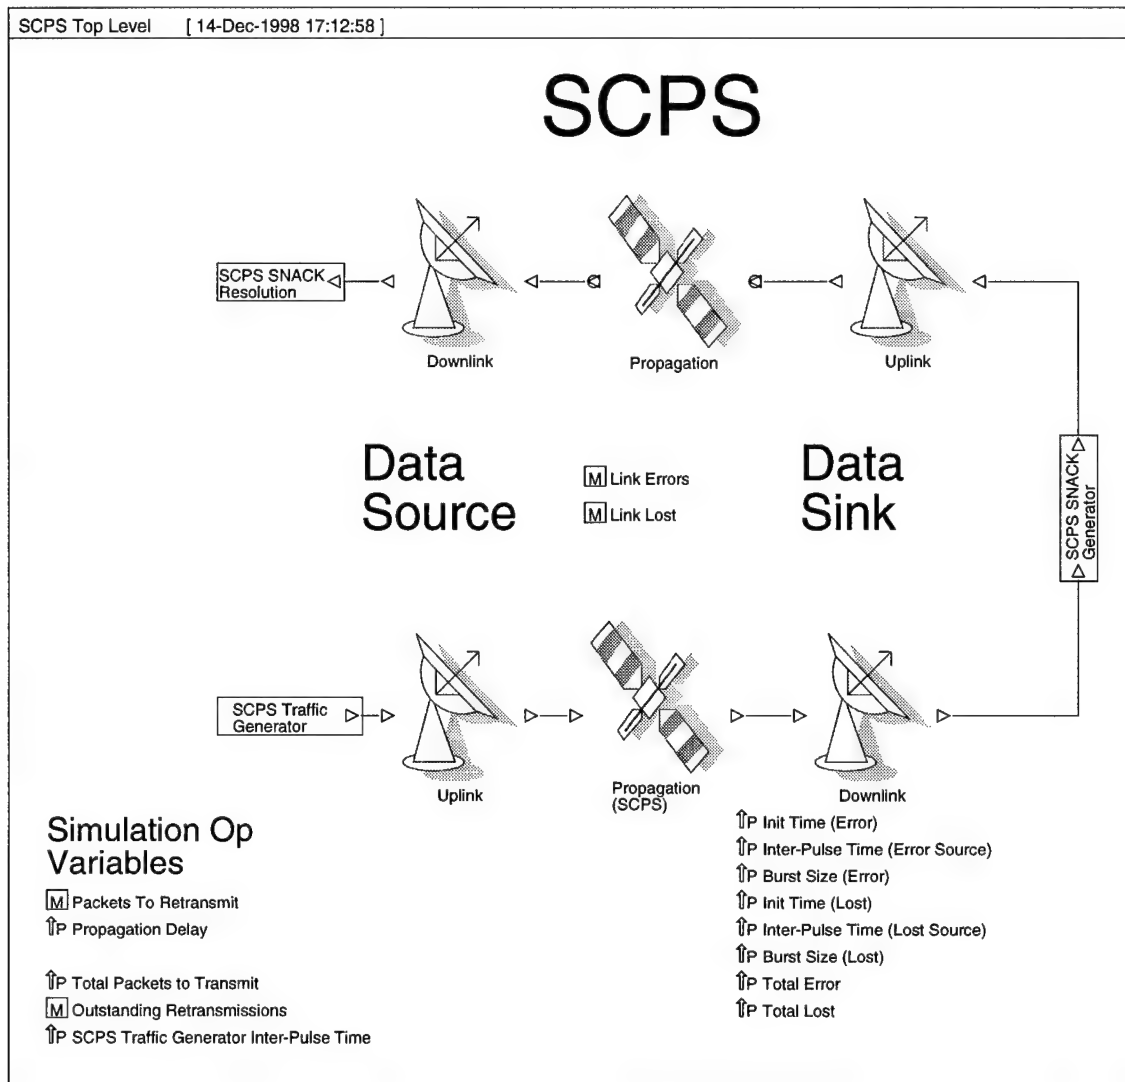 SCPS Top Level [ 14-Dec-1998 17:12:58 ]
SCPS
SCPS SNACK
Resolution
Downlink
Propagation
Uplink
Data
Source
M Link Errors
M Link Lost
Data
Sink
SCPS SNACK
Generator
SCPS Traffic
Generator
Uplink
Propagation
(SCPS)
Downlink
Simulation Op
Variables
M Packets To Retransmit
⇑P Propagation Delay
⇑P Total Packets to Transmit
M Outstanding Retransmissions
⇑P SCPS Traffic Generator Inter-Pulse Time
⇑P Init Time (Error)
⇑P Inter-Pulse Time (Error Source)
⇑P Burst Size (Error)
⇑P Init Time (Lost)
⇑P Inter-Pulse Time (Lost Source)
⇑P Burst Size (Lost)
⇑P Total Error
⇑P Total Lost